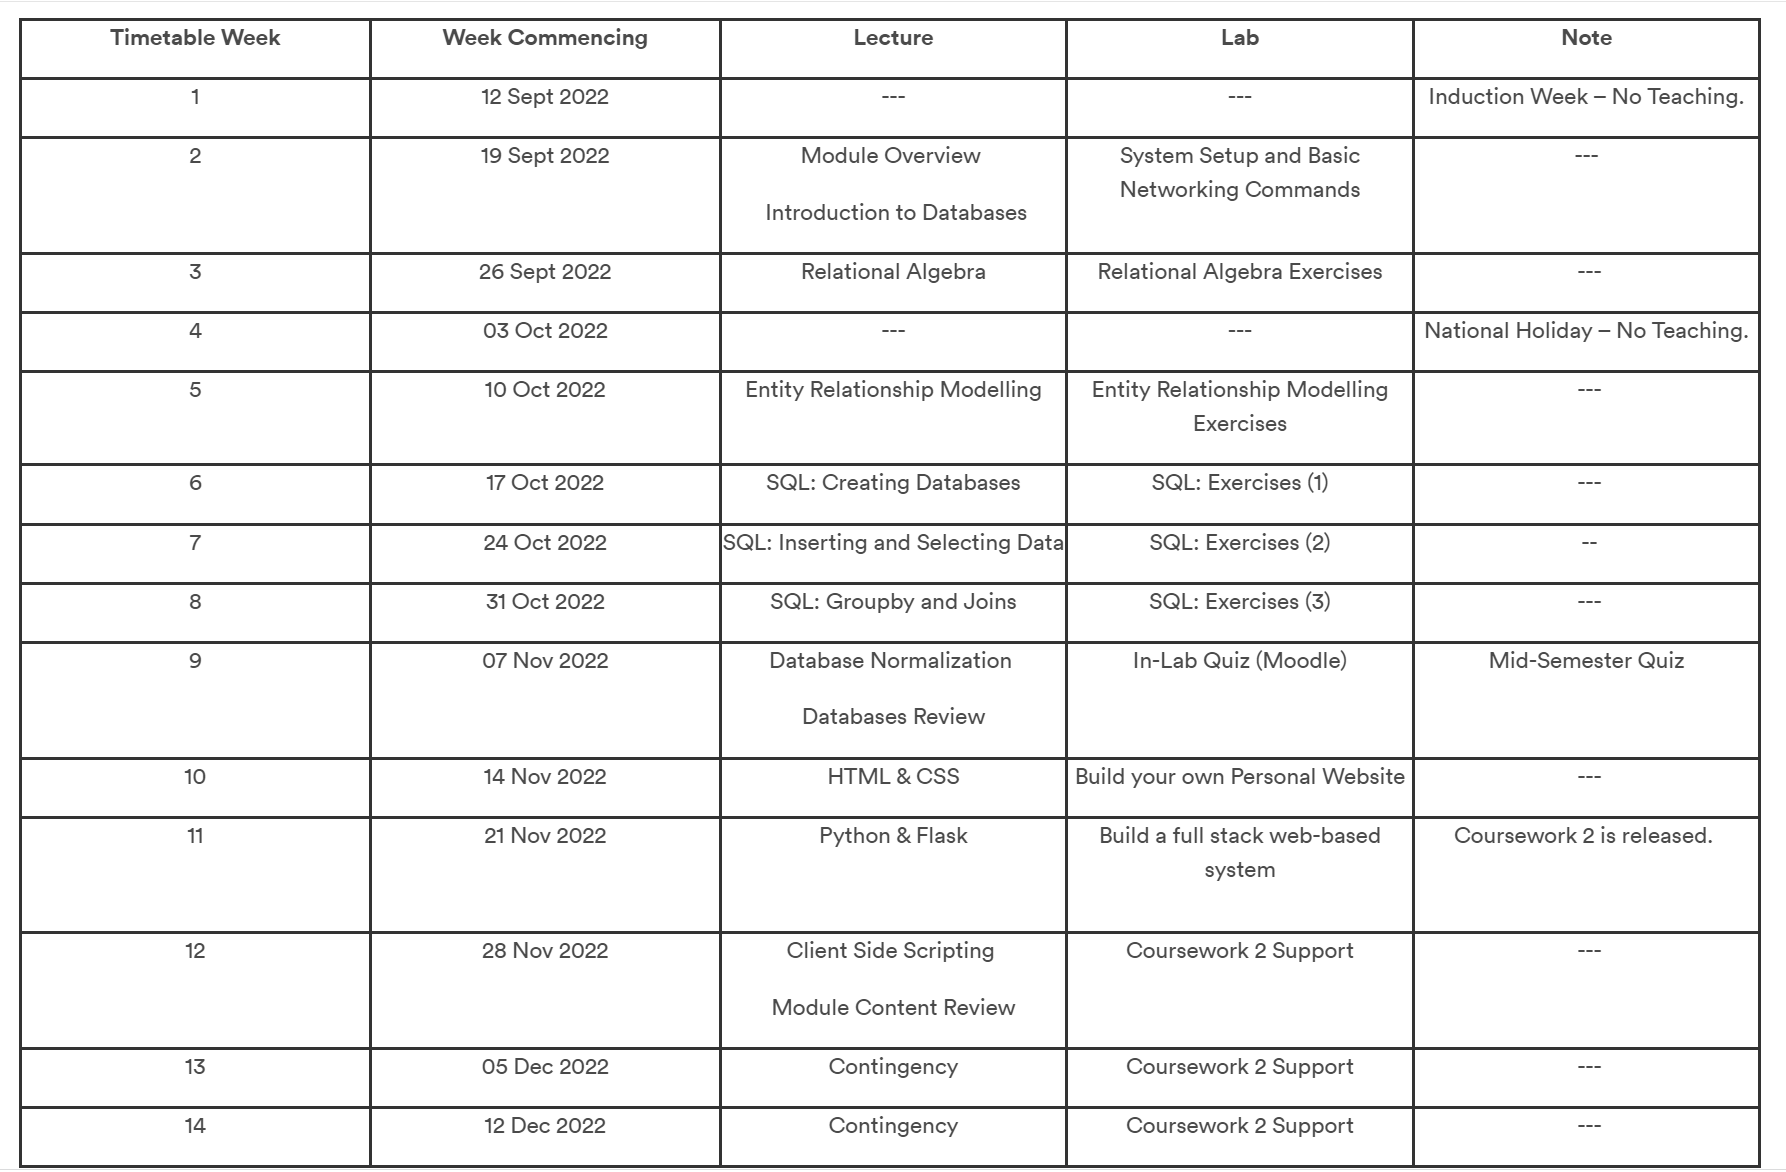 Timetable Week Week Commencing Lecture Lab Note
1 12 Sept 2022 --- --- Induction Week – No Teaching.
2 19 Sept 2022 Module Overview System Setup and Basic ---
Networking Commands
Introduction to Databases
3 26 Sept 2022 Relational Algebra Relational Algebra Exercises ---
4 03 Oct 2022 --- --- National Holiday – No Teaching.
5 10 Oct 2022 Entity Relationship Modelling Entity Relationship Modelling ---
Exercises
6 17 Oct 2022 SQL: Creating Databases SQL: Exercises (1) ---
7 24 Oct 2022 SQL: Inserting and Selecting Data SQL: Exercises (2) --
8 31 Oct 2022 SQL: Groupby and Joins SQL: Exercises (3) ---
9 07 Nov 2022 Database Normalization In-Lab Quiz (Moodle) Mid-Semester Quiz
Databases Review
10 14 Nov 2022 HTML & CSS Build your own Personal Website ---
11 21 Nov 2022 Python & Flask Build a full stack web-based Coursework 2 is released.
system
12 28 Nov 2022 Client Side Scripting Coursework 2 Support ---
Module Content Review
13 05 Dec 2022 Contingency Coursework 2 Support ---
14 12 Dec 2022 Contingency Coursework 2 Support ---